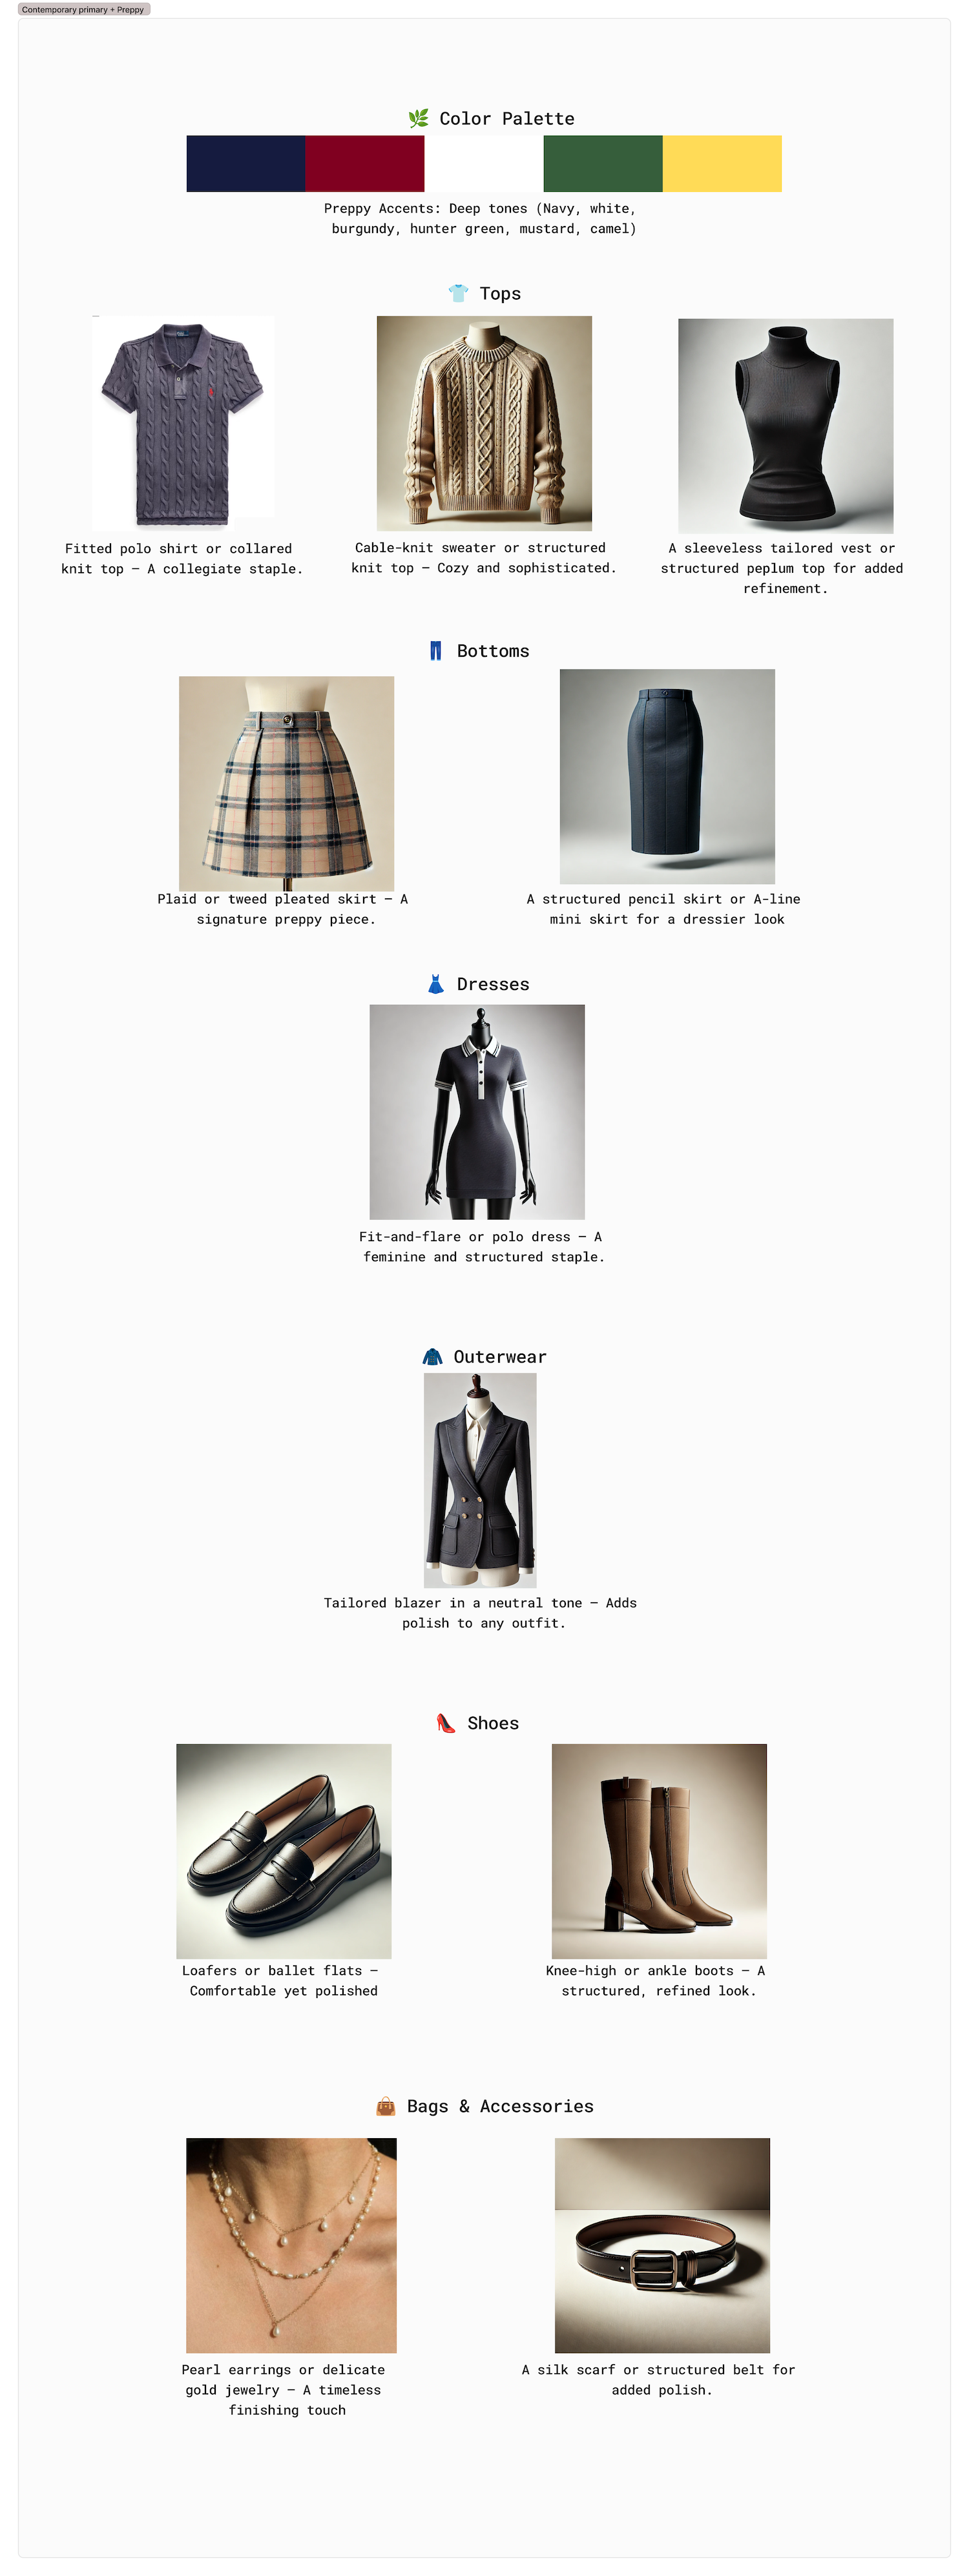 Contemporary primary + Preppy
🌿 Color Palette
Preppy Accents: Deep tones (Navy, white,
burgundy, hunter green, mustard, camel)
👕 Tops
Fitted polo shirt or collared
knit top – A collegiate staple.
Cable-knit sweater or structured
knit top – Cozy and sophisticated.
A sleeveless tailored vest or
structured peplum top for added
refinement.
👖 Bottoms
Plaid or tweed pleated skirt – A
signature preppy piece.
A structured pencil skirt or A-line
mini skirt for a dressier look
👗 Dresses
Fit-and-flare or polo dress – A
feminine and structured staple.
🧥 Outerwear
Tailored blazer in a neutral tone – Adds
polish to any outfit.
👠 Shoes
Loafers or ballet flats –
Comfortable yet polished
Knee-high or ankle boots – A
structured, refined look.
👜 Bags & Accessories
Pearl earrings or delicate
gold jewelry – A timeless
finishing touch
A silk scarf or structured belt for
added polish.